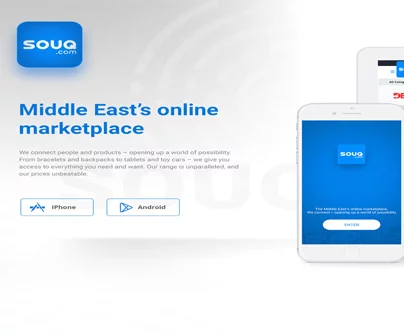 SOUQ
.com
Middle East's online
marketplace
We connect people and products – opening up a world of possibility.
From bracelets and backpacks to tablets and toy cars – we give you
access to everything you need and want. Our range is unparalleled, and
our prices unbeatable.
iPhone
Android
SOUQ
The Middle East's online marketplace,
We connect – opening up a world of possibility.
ENTER